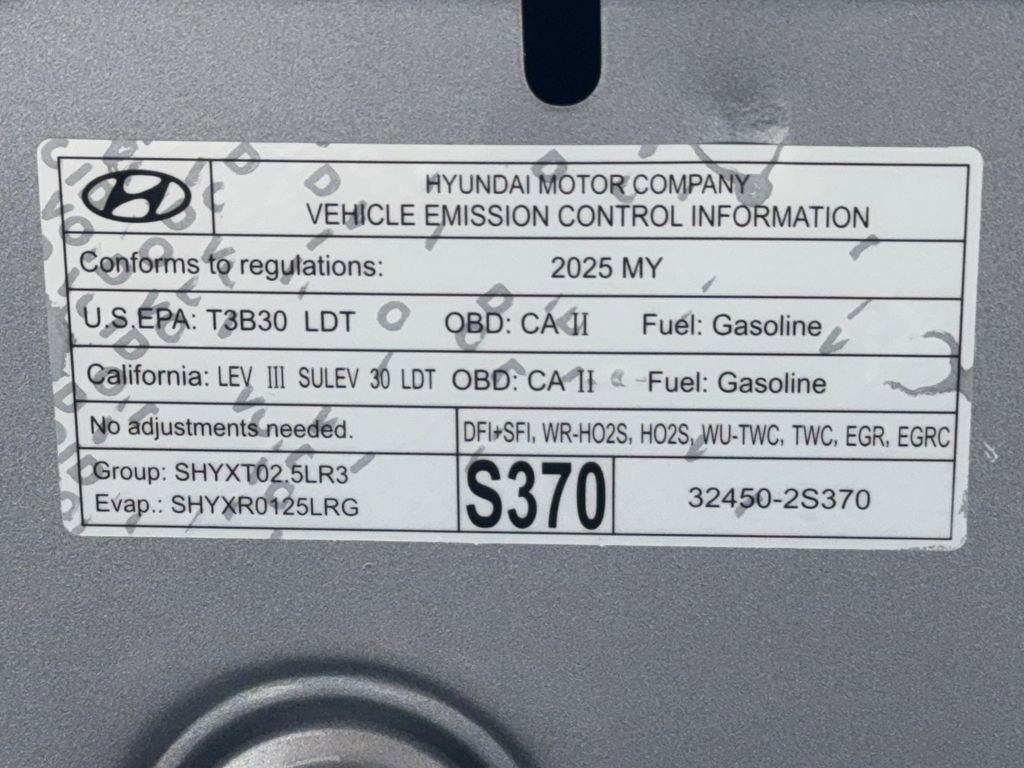 HYUNDAI MOTOR COMPANY
VEHICLE EMISSION CONTROL INFORMATION
Conforms to regulations: 2025 MY
U.S.EPA: T3B30 LDT OBD: CA II Fuel: Gasoline
California: LEV III SULEV 30 LDT OBD: CA II Fuel: Gasoline
No adjustments needed.
DFI+SFI, WR-HO2S, HO2S, WU-TWC, TWC, EGR, EGRC
Group: SHYXT02.5LR3
Evap.: SHYXR0125LRG
S370
32450-2S370